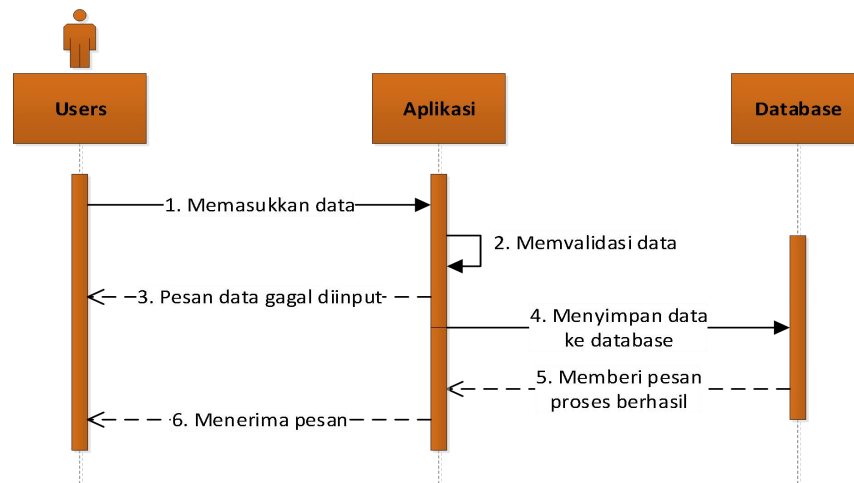 Users
Aplikasi
Database
1. Memasukkan data
2. Memvalidasi data
3. Pesan data gagal diinput
4. Menyimpan data
ke database
5. Memberi pesan
proses berhasil
6. Menerima pesan